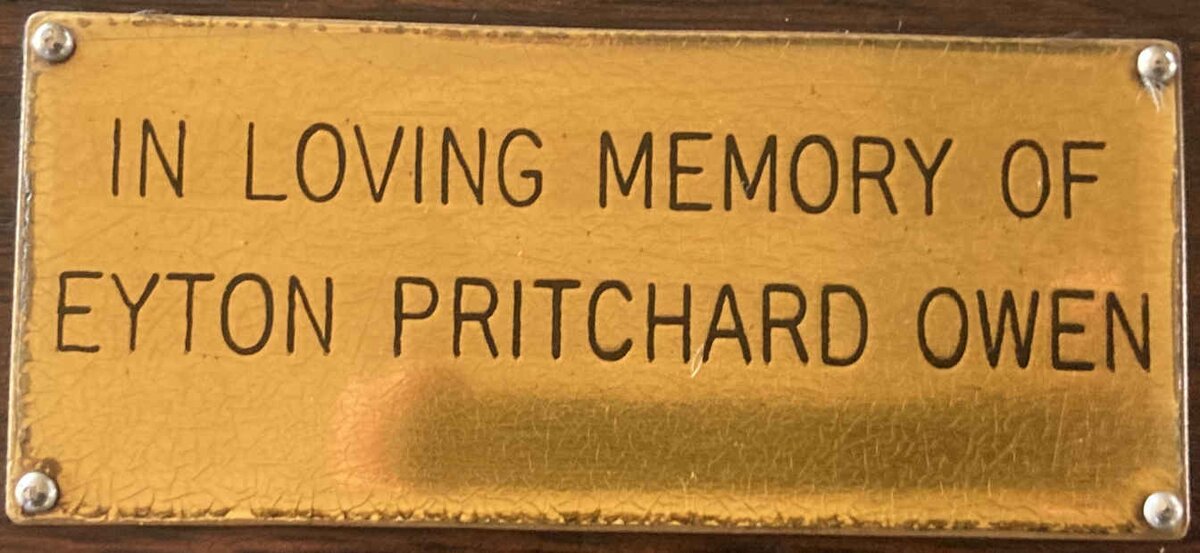 IN LOVING MEMORY OF
EYTON PRITCHARD OWEN